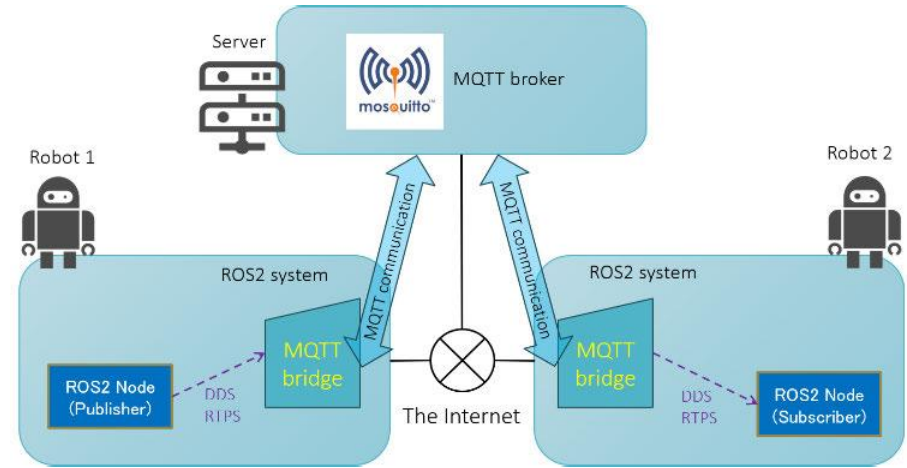 Server
mosquitto™
MQTT broker
Robot 1
Robot 2
MQTT communication
MQTT communication
ROS2 system
ROS2 system
MQTT
bridge
MQTT
bridge
ROS2 Node
(Publisher)
DDS
RTPS
The Internet
DDS
RTPS
ROS2 Node
(Subscriber)